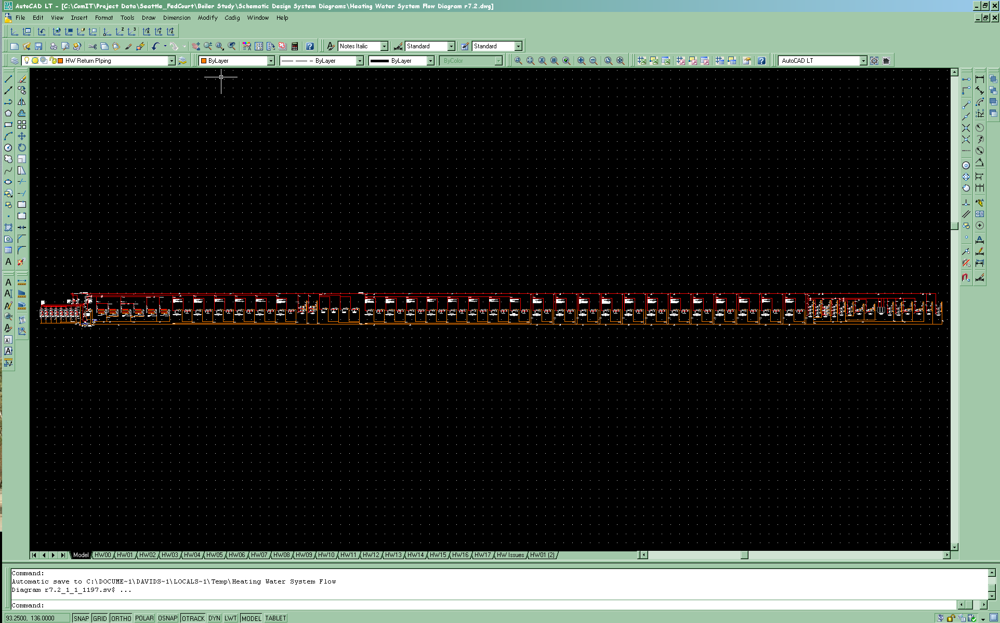 AutoCAD LT - [C:\ComIT\Project Data\Seattle_FedCourt\Boiler Study\Schematic Design System Diagrams\Heating Water System Flow Diagram r7.2.dwg]
File Edit View Insert Format Tools Draw Dimension Modify Cadig Window Help
Notes Italic Standard Standard
HW Return PIping ByLayer ByLayer ByLayer ByColor AutoCAD LT
Model HW00 HW01 HW02 HW03 HW04 HW05 HW06 HW07 HW08 HW09 HW10 HW11 HW12 HW13 HW14 HW15 HW16 HW17 HW Issues HW01 (2)
Command:
Automatic save to C:\DOCUME~1\DAVIDS~1\LOCALS~1\Temp\Heating Water System Flow
Diagram r7.2_1_1_1197.sv$ ...
Command:
93.2500, 136.0000 SNAP GRID ORTHO POLAR OSNAP OTRACK DYN LWT MODEL TABLET